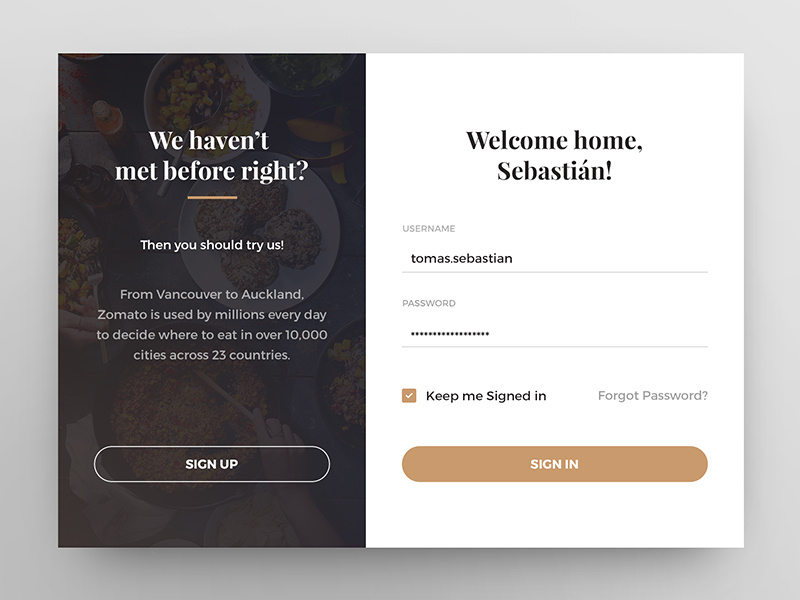 We haven’t
met before right?
Then you should try us!
From Vancouver to Auckland,
Zomato is used by millions every day
to decide where to eat in over 10,000
cities across 23 countries.
SIGN UP
Welcome home,
Sebastián!
USERNAME
tomas.sebastian
PASSWORD
******************
Keep me Signed in
Forgot Password?
SIGN IN